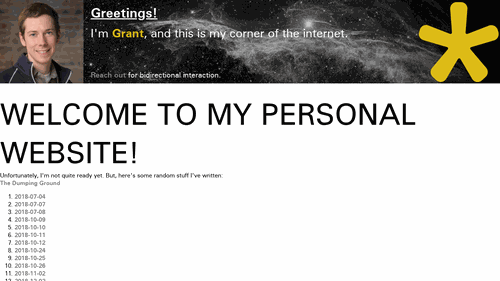 Greetings!
I'm Grant, and this is my corner of the internet.
Reach out for bidirectional interaction.
WELCOME TO MY PERSONAL
WEBSITE!
Unfortunately, I'm not quite ready yet. But, here's some random stuff I've written:
The Dumping Ground
1. 2018-07-04
2. 2018-07-07
3. 2018-07-08
4. 2018-10-09
5. 2018-10-10
6. 2018-10-11
7. 2018-10-12
8. 2018-10-24
9. 2018-10-25
10. 2018-10-26
11. 2018-11-02